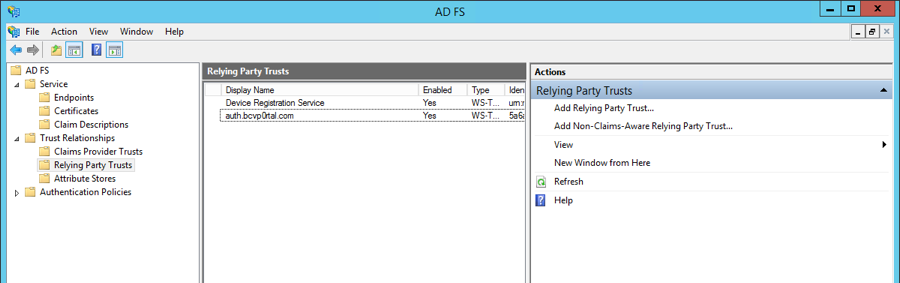 AD FS
File Action View Window Help
AD FS
Service
Endpoints
Certificates
Claim Descriptions
Trust Relationships
Claims Provider Trusts
Relying Party Trusts
Attribute Stores
Authentication Policies
Relying Party Trusts
Display Name Enabled Type Iden
Device Registration Service Yes WS-T...
auth.bcvp0rtal.com Yes WS-T... 5a6a
Actions
Relying Party Trusts
Add Relying Party Trust...
Add Non-Claims-Aware Relying Party Trust...
View
New Window from Here
Refresh
Help